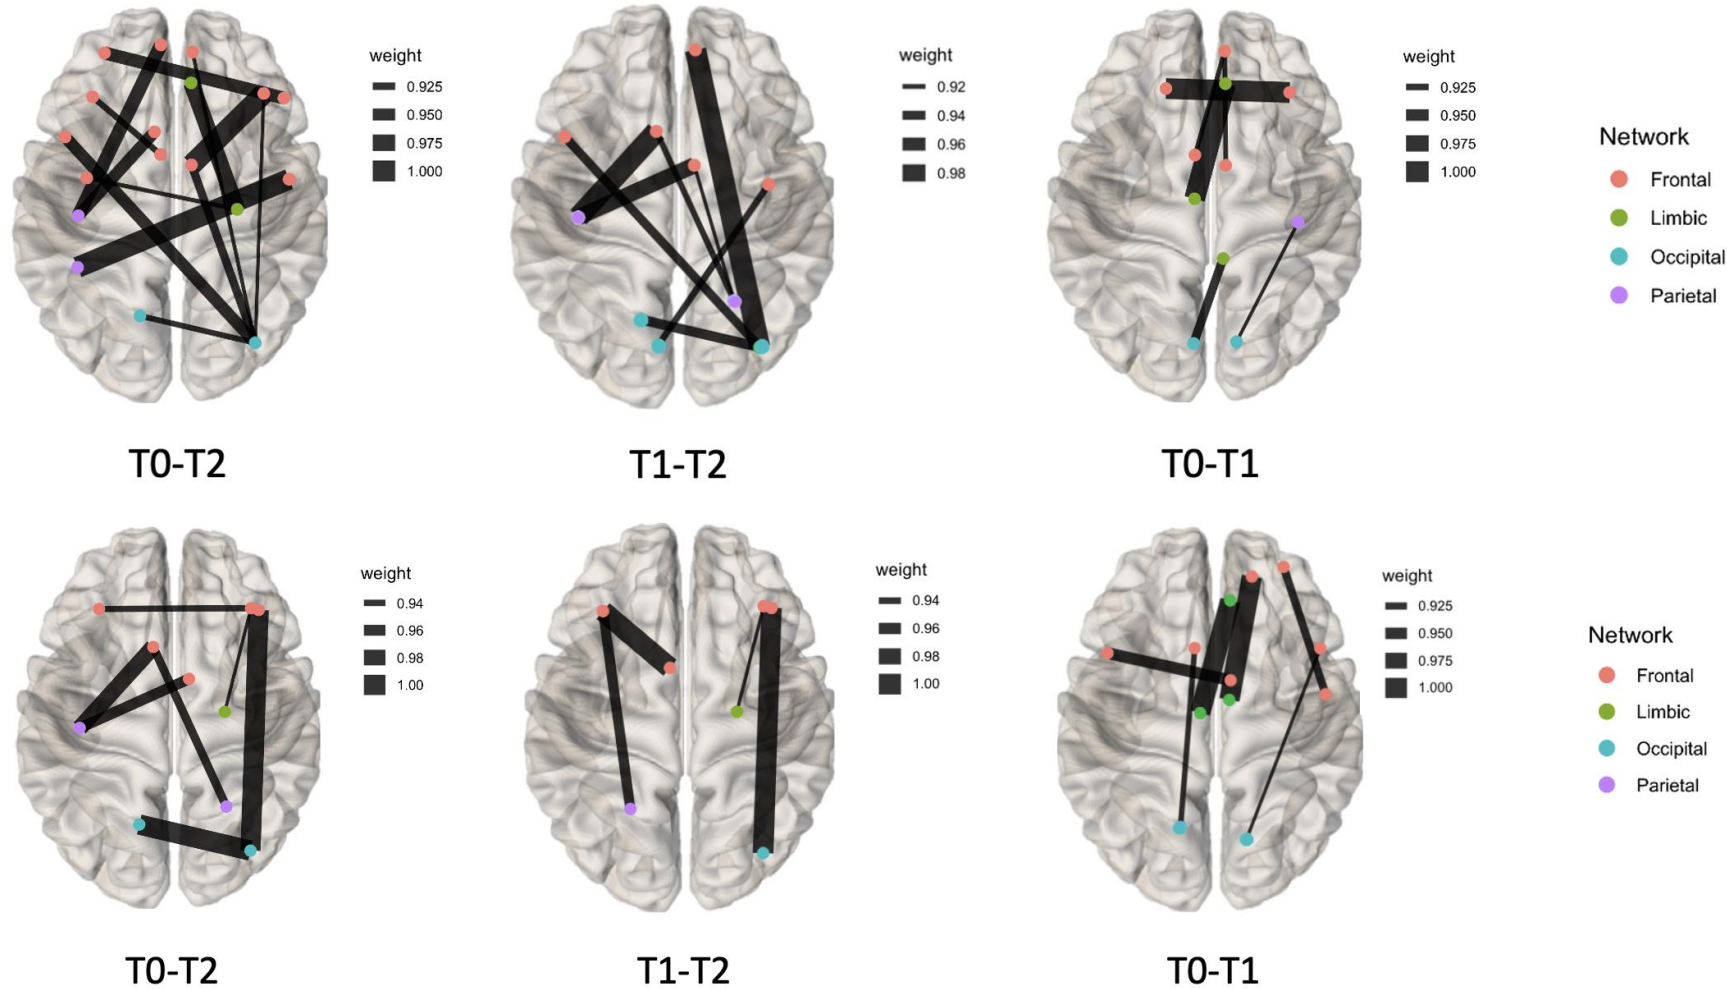 weight
0.925
0.950
0.975
1.000
weight
0.92
0.94
0.96
0.98
weight
0.925
0.950
0.975
1.000
Network
Frontal
Limbic
Occipital
Parietal
T0-T2
T1-T2
T0-T1
weight
0.94
0.96
0.98
1.00
weight
0.94
0.96
0.98
1.00
weight
0.925
0.950
0.975
1.000
Network
Frontal
Limbic
Occipital
Parietal
T0-T2
T1-T2
T0-T1